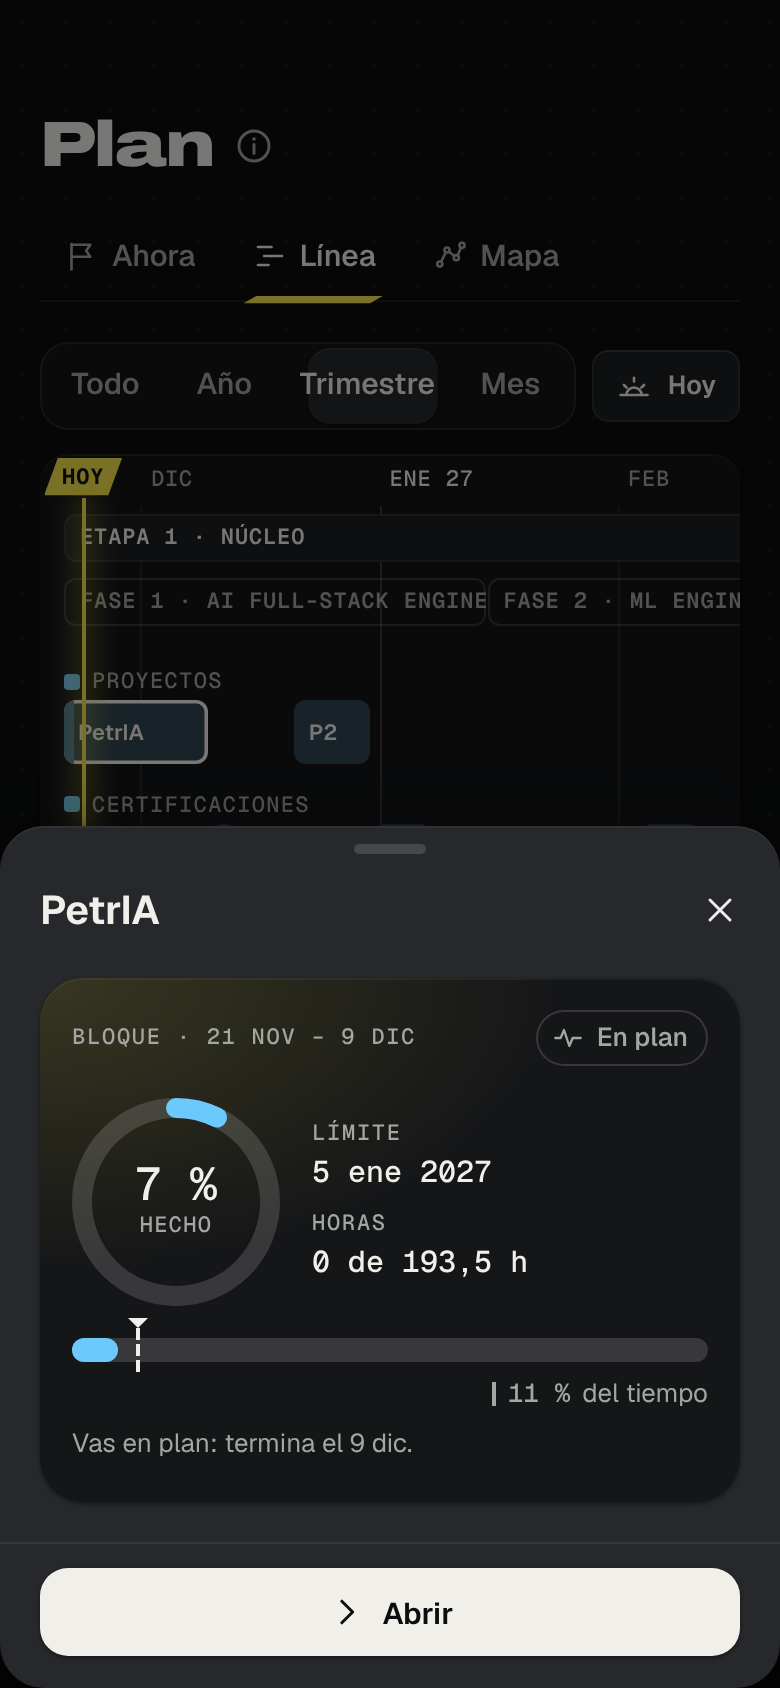 Plan
Ahora
Línea
Mapa
Todo
Año
Trimestre
Mes
Hoy
HOY
DIC
ENE 27
FEB
ETAPA 1 · NÚCLEO
FASE 1 · AI FULL-STACK ENGINE
FASE 2 · ML ENGIN
PROYECTOS
PetrIA
P2
CERTIFICACIONES
PetrIA
BLOQUE · 21 NOV – 9 DIC
En plan
7 %
HECHO
LÍMITE
5 ene 2027
HORAS
0 de 193,5 h
11 % del tiempo
Vas en plan: termina el 9 dic.
Abrir